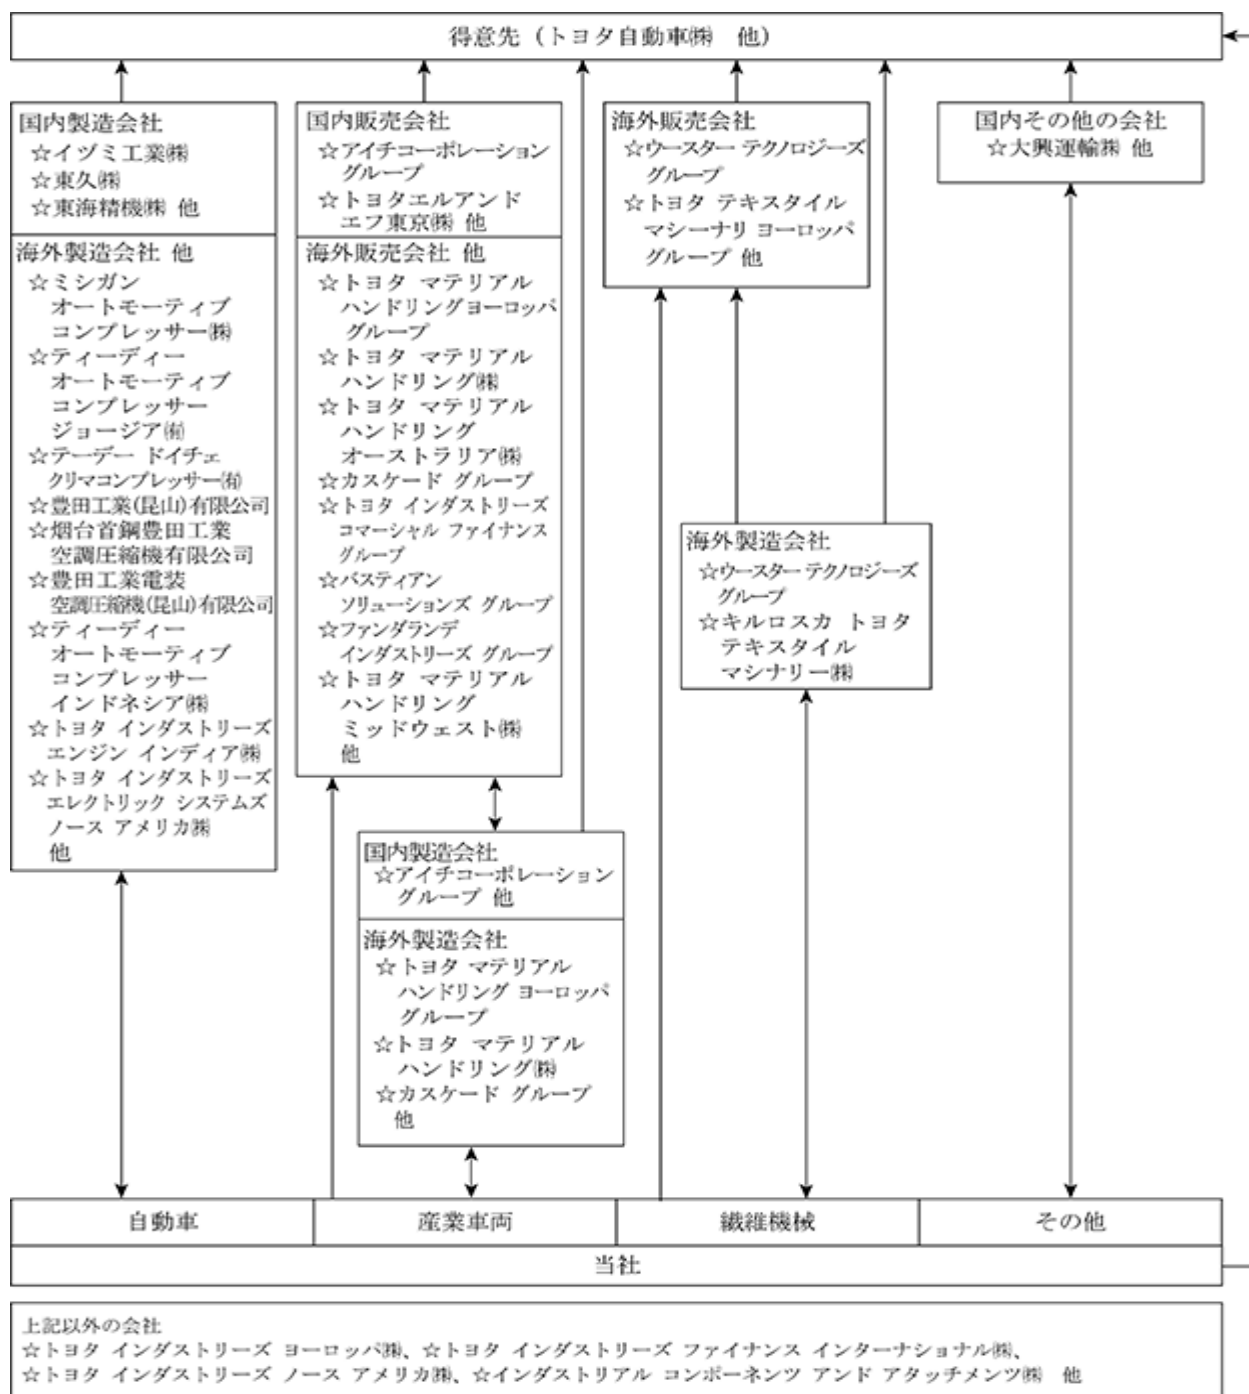 得意先（トヨタ自動車㈱　他）
国内製造会社
☆イヅミ工業㈱
☆東久㈱
☆東海精機㈱ 他
海外製造会社 他
☆ミシガン
オートモーティブ
コンプレッサー㈱
☆ティーディー
オートモーティブ
コンプレッサー
ジョージア㈲
☆テーデー ドイチェ
クリマコンプレッサー㈲
☆豊田工業(昆山)有限公司
☆烟台首鋼豊田工業
空調圧縮機有限公司
☆豊田工業電装
空調圧縮機(昆山)有限公司
☆ティーディー
オートモーティブ
コンプレッサー
インドネシア㈱
☆トヨタ インダストリーズ
エンジン インディア㈱
☆トヨタ インダストリーズ
エレクトリック システムズ
ノース アメリカ㈱
他
国内販売会社
☆アイチコーポレーション
グループ
☆トヨタエルアンド
エフ東京㈱ 他
海外販売会社 他
☆トヨタ マテリアル
ハンドリングヨーロッパ
グループ
☆トヨタ マテリアル
ハンドリング㈱
☆トヨタ マテリアル
ハンドリング
オーストラリア㈱
☆カスケード グループ
☆トヨタ インダストリーズ
コマーシャル ファイナンス
グループ
☆バスティアン
ソリューションズ グループ
☆ファンダランデ
インダストリーズ グループ
☆トヨタ マテリアル
ハンドリング
ミッドウェスト㈱
他
国内製造会社
☆アイチコーポレーション
グループ 他
海外製造会社
☆トヨタ マテリアル
ハンドリング ヨーロッパ
グループ
☆トヨタ マテリアル
ハンドリング㈱
☆カスケード グループ
他
海外販売会社
☆ウースター テクノロジーズ
グループ
☆トヨタ テキスタイル
マシーナリ ヨーロッパ
グループ 他
海外製造会社
☆ウースター テクノロジーズ
グループ
☆キルロスカ トヨタ
テキスタイル
マシナリー㈱
国内その他の会社
☆大興運輸㈱ 他
自動車
産業車両
繊維機械
その他
当社
上記以外の会社
☆トヨタ インダストリーズ ヨーロッパ㈱、☆トヨタ インダストリーズ ファイナンス インターナショナル㈱、
☆トヨタ インダストリーズ ノース アメリカ㈱、☆インダストリアル コンポーネンツ アンド アタッチメンツ㈱ 他